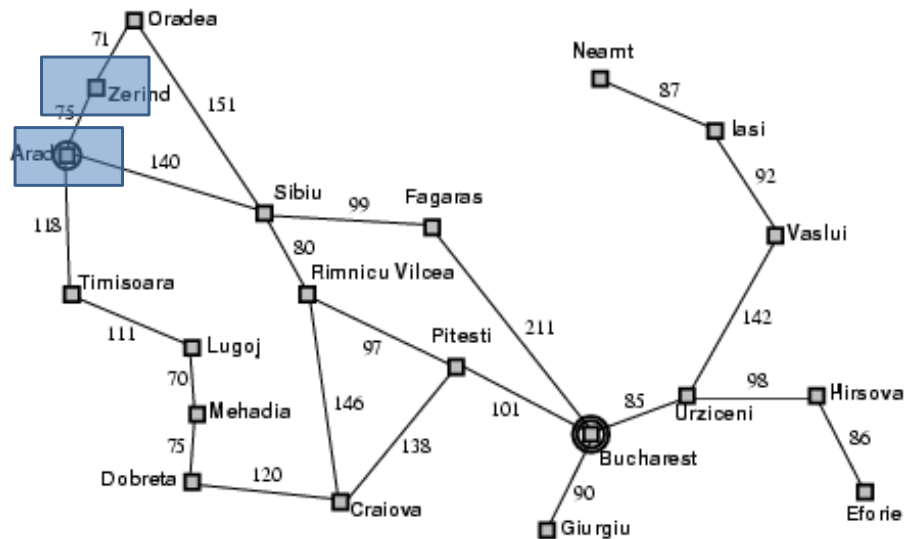 Oradea
71
Neamt
Zerind
87
75
151
Iasi
Arad
140
92
Sibiu
Fagaras
99
118
Vaslui
80
Timisoara
Rimnicu Vilcea
142
111
211
Pitesti
Lugoj
97
70
98
Hirsova
146
85
Mehadia
101
Urziceni
138
86
75
Bucharest
Dobreta
120
90
Craiova
Eforie
Giurgiu